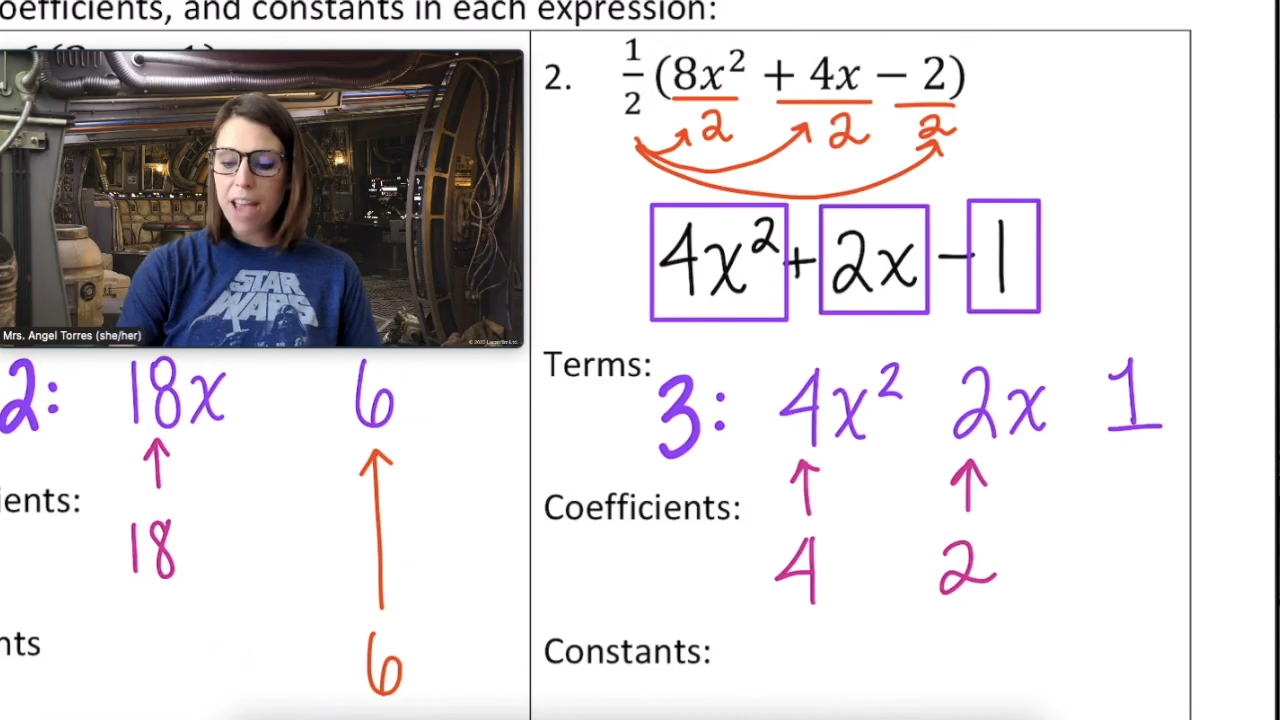 oefficients, and constants in each expression:
2. 1/2 (8x² + 4x − 2)
2 2 2
4x² + 2x − 1
STAR WARS
Mrs. Angel Torres (she/her)
Terms:
2: 18x 6
3: 4x² 2x 1
ients:
Coefficients:
18
4 2
nts
Constants:
6